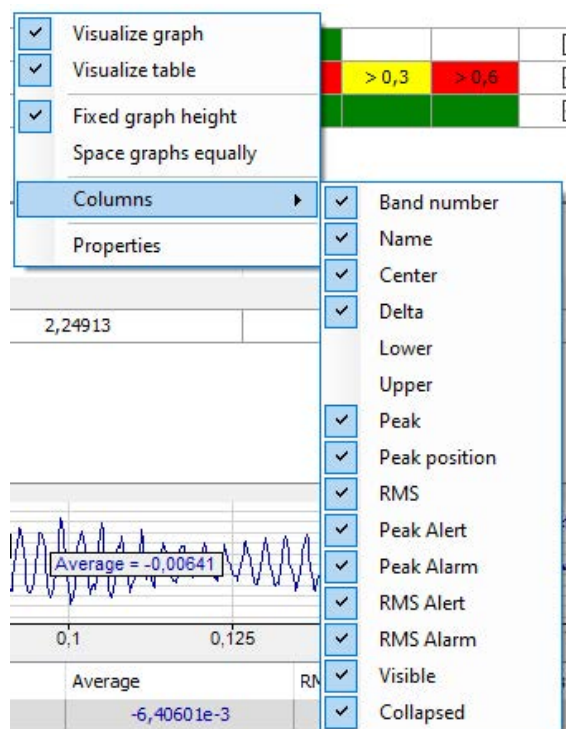 Visualize graph
Visualize table
> 0,3
> 0,6
Fixed graph height
Space graphs equally
Columns
Properties
Band number
Name
Center
Delta
Lower
Upper
Peak
Peak position
RMS
Peak Alert
Peak Alarm
RMS Alert
RMS Alarm
Visible
Collapsed
2,24913
Average = -0,00641
0,1
0,125
Average
-6,40601e-3